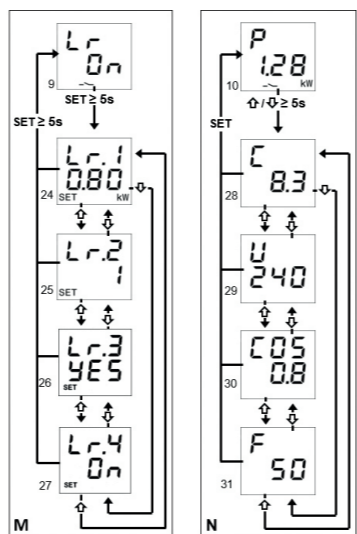 Lr
On
9
SET ≥ 5s
SET ≥ 5s
Lr.1
0.80
24
SET
kW
Lr.2
1
25
SET
Lr.3
YES
26
SET
Lr.4
On
27
SET
M
P
1.28
10
kW
⇧/⇩ ≥ 5s
SET
C
8.3
28
U
240
29
COS
0.8
30
F
50
31
N